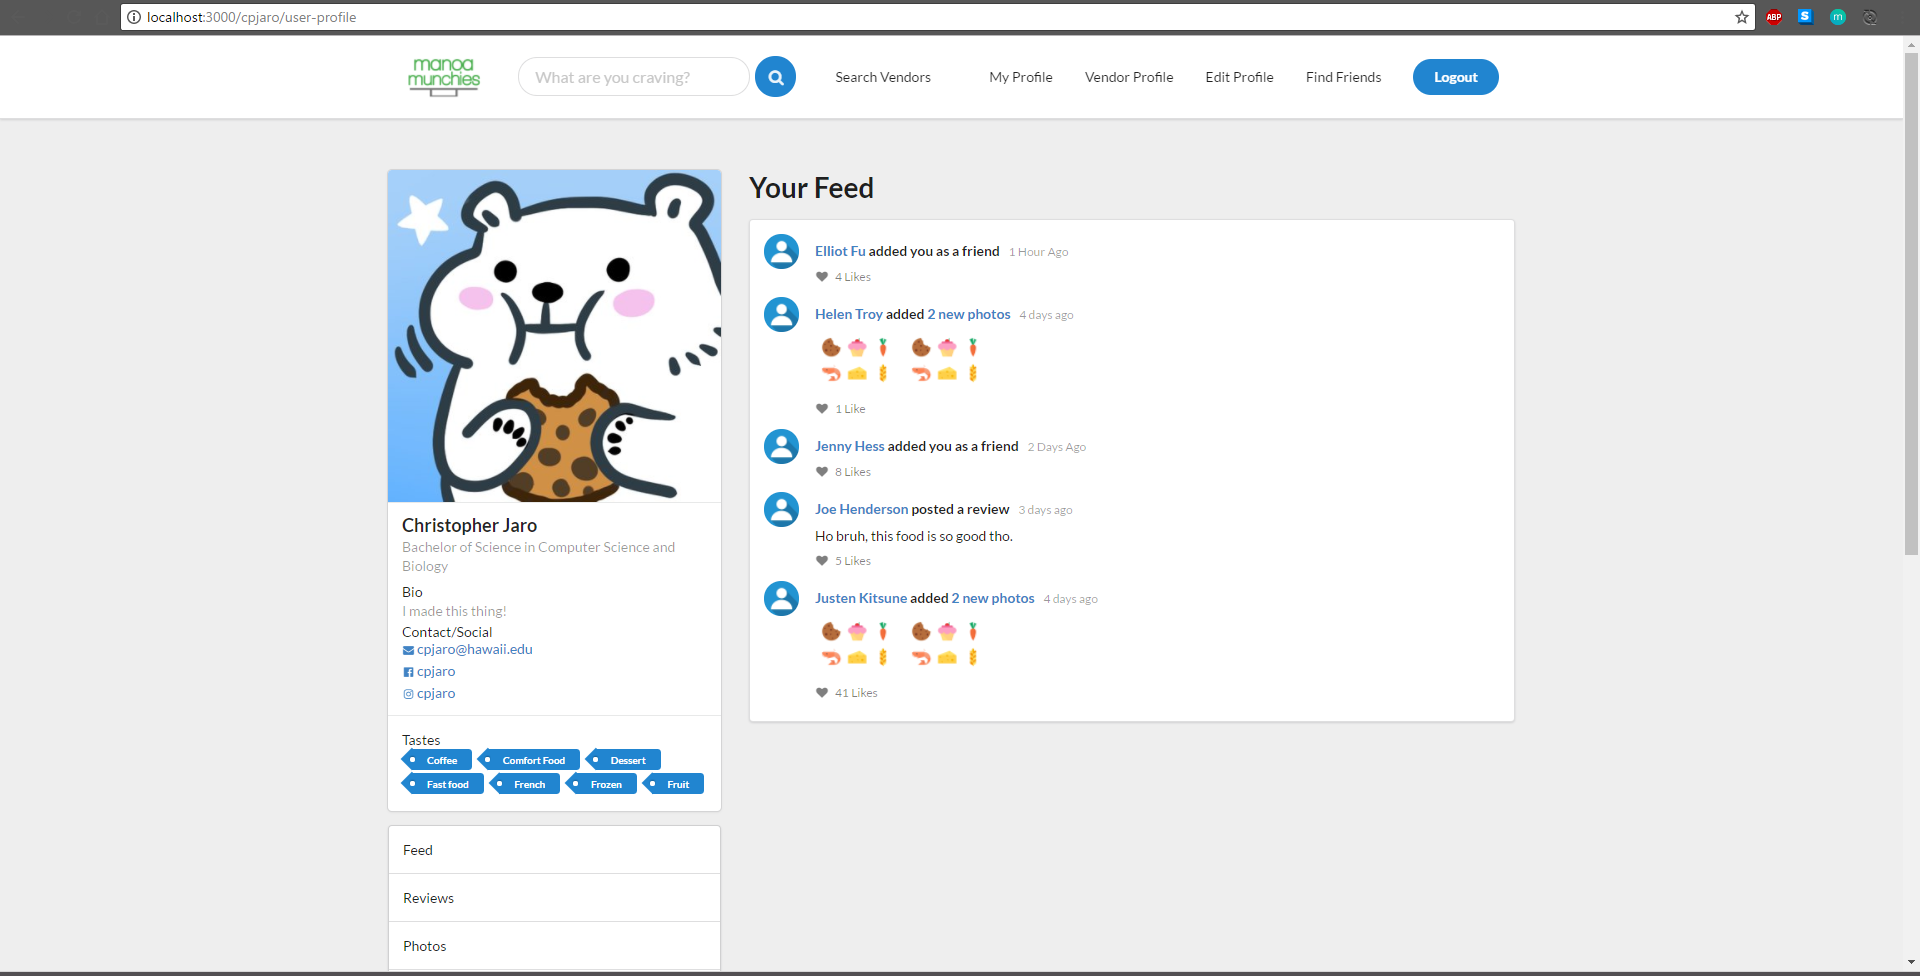 localhost:3000/cpjaro/user-profile
ABP
S
m
manoa
munchies
What are you craving?
Search Vendors
My Profile
Vendor Profile
Edit Profile
Find Friends
Logout
Christopher Jaro
Bachelor of Science in Computer Science and
Biology
Bio
I made this thing!
Contact/Social
cpjaro@hawaii.edu
cpjaro
cpjaro
Tastes
Coffee
Comfort Food
Dessert
Fast food
French
Frozen
Fruit
Feed
Reviews
Photos
Your Feed
Elliot Fu added you as a friend 1 Hour Ago
4 Likes
Helen Troy added 2 new photos 4 days ago
1 Like
Jenny Hess added you as a friend 2 Days Ago
8 Likes
Joe Henderson posted a review 3 days ago
Ho bruh, this food is so good tho.
5 Likes
Justen Kitsune added 2 new photos 4 days ago
41 Likes